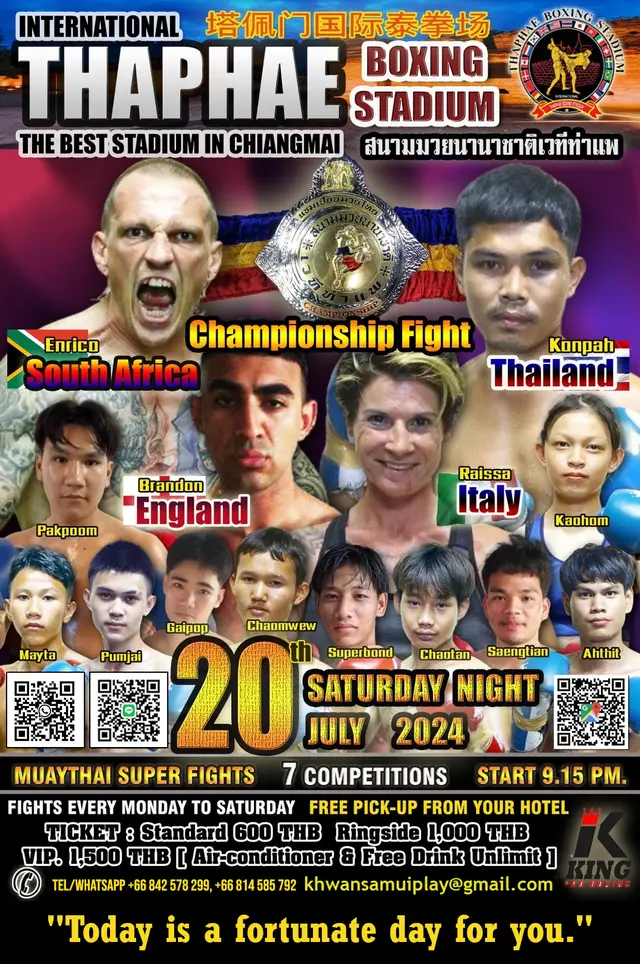 INTERNATIONAL
塔佩门国际泰拳场
THAPHAE BOXING STADIUM
THAPHAE
BOXING
STADIUM
THE BEST STADIUM IN CHIANGMAI
สนามมวยนานาชาติเวทีท่าแพ
CHAMPIONSHIP
Championship Fight
Enrico
South Africa
Konpah
Thailand
Brandon
England
Raissa
Italy
Pakpoom
Kaohom
Mayta
Pumjai
Gaipop
Chaomwew
Superbond
Chaotan
Saengtian
Ahthit
20th
SATURDAY NIGHT
JULY 2024
MUAYTHAI SUPER FIGHTS 7 COMPETITIONS START 9.15 PM.
FIGHTS EVERY MONDAY TO SATURDAY FREE PICK-UP FROM YOUR HOTEL
TICKET : Standard 600 THB Ringside 1,000 THB
VIP. 1,500 THB [ Air-conditioner & Free Drink Unlimit ]
K
KING
PRO BOXING
TEL/WHATSAPP +66 842 578 299, +66 814 585 792 khwansamuiplay@gmail.com
"Today is a fortunate day for you."